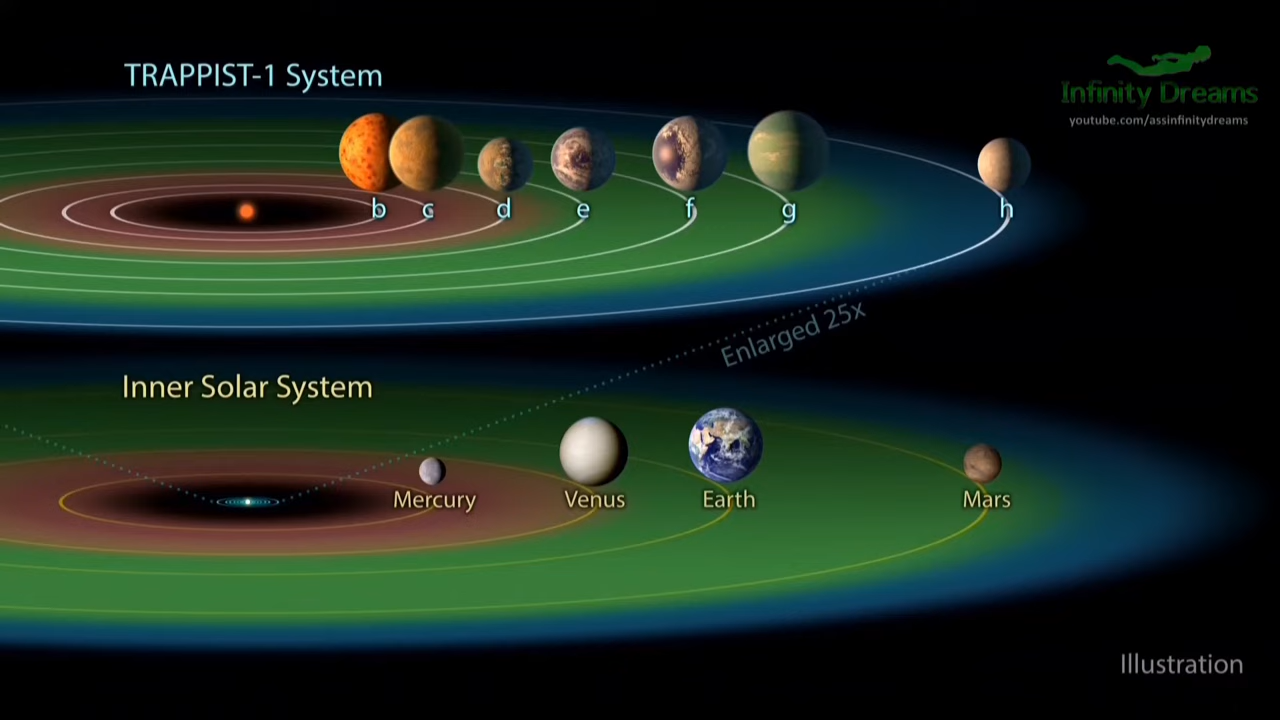 TRAPPIST-1 System
Infinity Dreams
youtube.com/assinfinitydreams
b c d e f g h
Enlarged 25x
Inner Solar System
Mercury Venus Earth Mars
Illustration